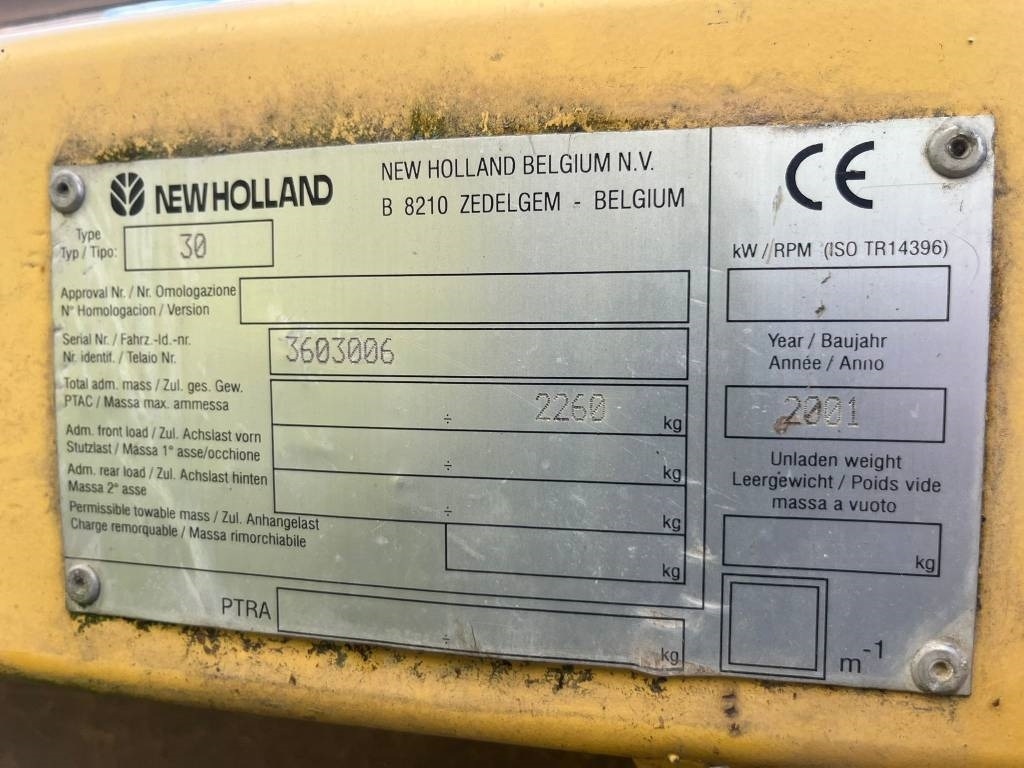 NEW HOLLAND
NEW HOLLAND BELGIUM N.V.
B 8210 ZEDELGEM - BELGIUM
Type
Typ / Tipo:
30
Approval Nr. / Nr. Omologazione
N° Homologacion / Version
Serial Nr. / Fahrz.-Id.-nr.
Nr. identif. / Telaio Nr.
3603006
Total adm. mass / Zul. ges. Gew.
PTAC / Massa max. ammessa
÷ 2260 kg
Adm. front load / Zul. Achslast vorn
Stutzlast / Massa 1° asse/occhione
÷ kg
Adm. rear load / Zul. Achslast hinten
Massa 2° asse
÷ kg
Permissible towable mass / Zul. Anhangelast
Charge remorquable / Massa rimorchiabile
kg
PTRA
÷ kg
CE
kW / RPM (ISO TR14396)
Year / Baujahr
Année / Anno
2001
Unladen weight
Leergewicht / Poids vide
massa a vuoto
kg
m-1